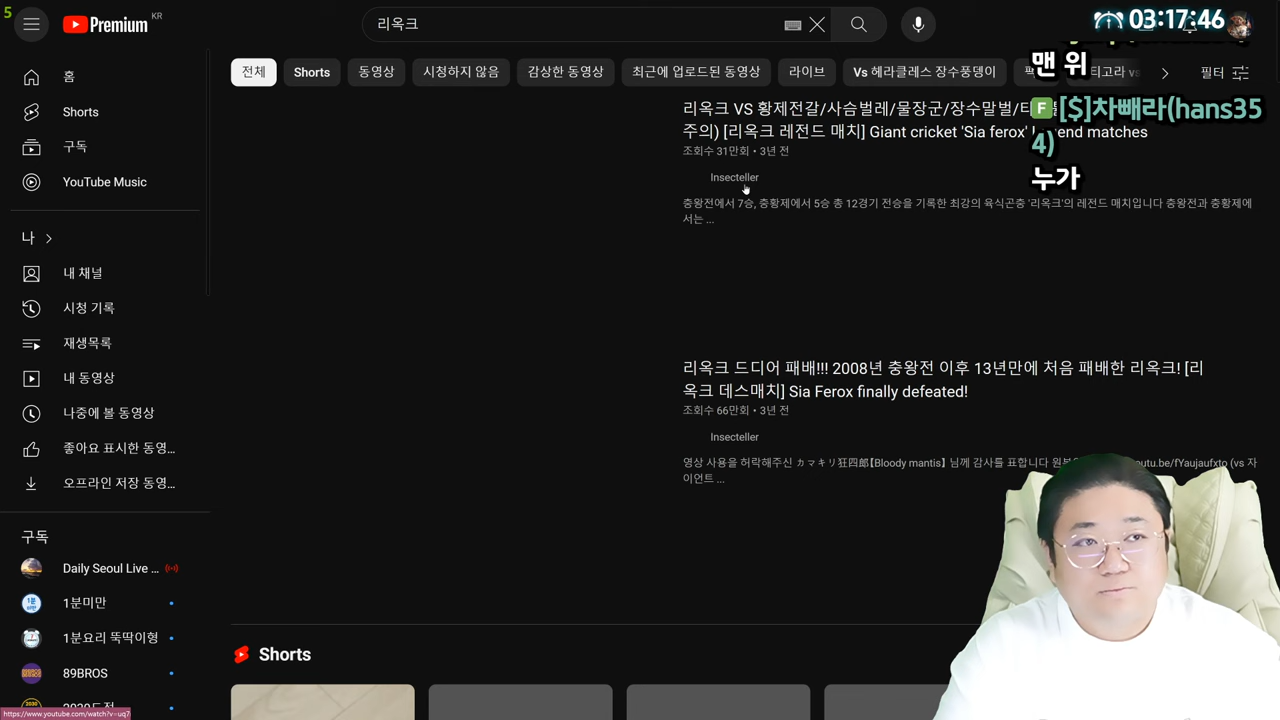 5
Premium KR
리옥크
03:17:46
맨 위
F [$]차빼라(hans35
4)
누가
전체
Shorts
동영상
시청하지 않음
감상한 동영상
최근에 업로드된 동영상
라이브
Vs 헤라클레스 장수풍뎅이
필터
홈
Shorts
구독
YouTube Music
나
내 채널
시청 기록
재생목록
내 동영상
나중에 볼 동영상
좋아요 표시한 동영...
오프라인 저장 동영...
구독
Daily Seoul Live ...
1분미만
1분요리 뚝딱이형
89BROS
https://www.youtube.com/watch?v=uq7
리옥크 VS 황제전갈/사슴벌레/물장군/장수말벌/
주의) [리옥크 레전드 매치] Giant cricket 'Sia ferox' Legend matches
조회수 31만회 • 3년 전
Insecteller
충왕전에서 7승, 충황제에서 5승 총 12경기 전승을 기록한 최강의 육식곤충 '리옥크'의 레전드 매치입니다 충왕전과 충황제에
서는 ...
리옥크 드디어 패배!!! 2008년 충왕전 이후 13년만에 처음 패배한 리옥크! [리
옥크 데스매치] Sia Ferox finally defeated!
조회수 66만회 • 3년 전
Insecteller
영상 사용을 허락해주신 カマキリ狂四郎【Bloody mantis】 님께 감사를 표합니다 (vs 자
이언트 ...
Shorts